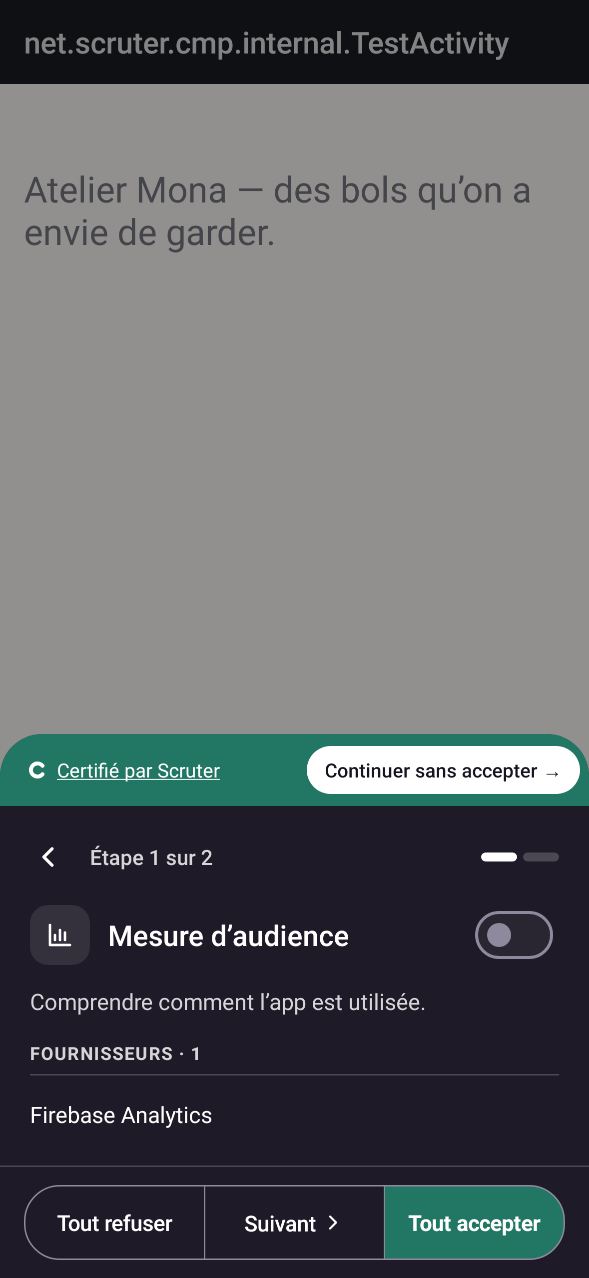 net.scruter.cmp.internal.TestActivity
Atelier Mona — des bols qu’on a
envie de garder.
Certifié par Scruter
Continuer sans accepter →
Étape 1 sur 2
Mesure d’audience
Comprendre comment l’app est utilisée.
FOURNISSEURS · 1
Firebase Analytics
Tout refuser
Suivant
Tout accepter